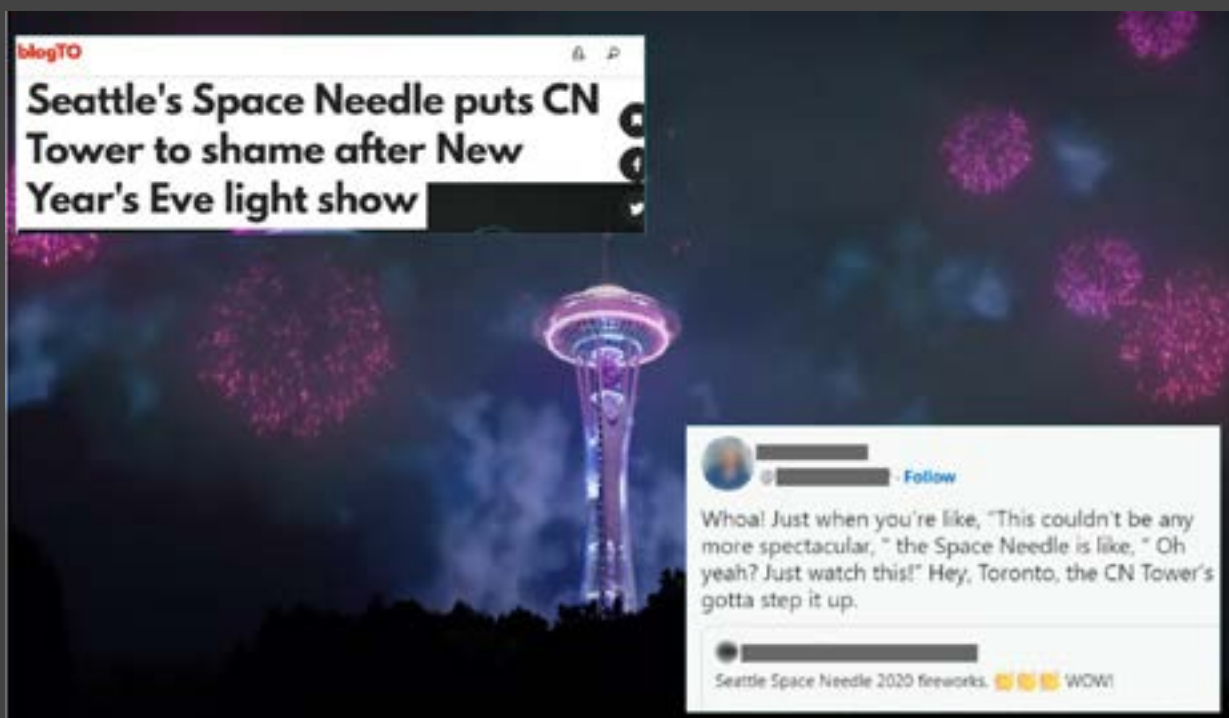 blogTO
Seattle's Space Needle puts CN
Tower to shame after New
Year's Eve light show
@ · Follow
Whoa! Just when you're like, "This couldn't be any
more spectacular, " the Space Needle is like, " Oh
yeah? Just watch this!" Hey, Toronto, the CN Tower's
gotta step it up.
Seattle Space Needle 2020 fireworks. 👏👏👏 WOW!